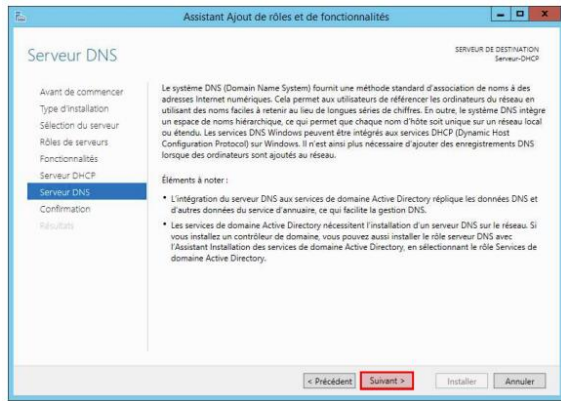 Assistant Ajout de rôles et de fonctionnalités
Serveur DNS
SERVEUR DE DESTINATION
Serveur-DHCP
Avant de commencer
Type d'installation
Sélection du serveur
Rôles de serveurs
Fonctionnalités
Serveur DHCP
Serveur DNS
Confirmation
Résultats
Le système DNS (Domain Name System) fournit une méthode standard d'association de noms à des
adresses Internet numériques. Cela permet aux utilisateurs de référencer les ordinateurs du réseau en
utilisant des noms faciles à retenir au lieu de longues séries de chiffres. En outre, le système DNS intègre
un espace de noms hiérarchique, ce qui permet que chaque nom d'hôte soit unique sur un réseau local
ou étendu. Les services DNS Windows peuvent être intégrés aux services DHCP (Dynamic Host
Configuration Protocol) sur Windows. Il n'est ainsi plus nécessaire d'ajouter des enregistrements DNS
lorsque des ordinateurs sont ajoutés au réseau.
Éléments à noter :
• L'intégration du serveur DNS aux services de domaine Active Directory réplique les données DNS et
d'autres données du service d'annuaire, ce qui facilite la gestion DNS.
• Les services de domaine Active Directory nécessitent l'installation d'un serveur DNS sur le réseau. Si
vous installez un contrôleur de domaine, vous pouvez aussi installer le rôle serveur DNS avec
l'Assistant Installation des services de domaine Active Directory, en sélectionnant le rôle Services de
domaine Active Directory.
< Précédent
Suivant >
Installer
Annuler